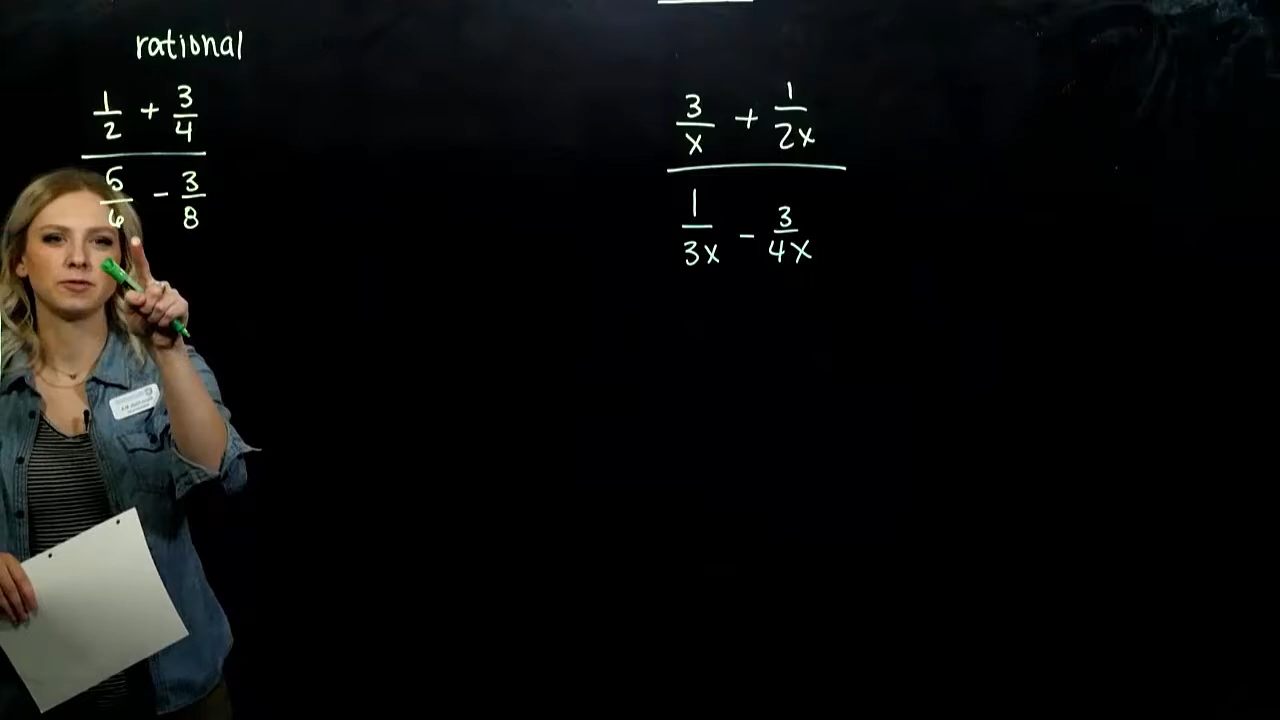 rational
1/2 + 3/4
5/6 - 3/8
3/x + 1/2x
1/3x - 3/4x